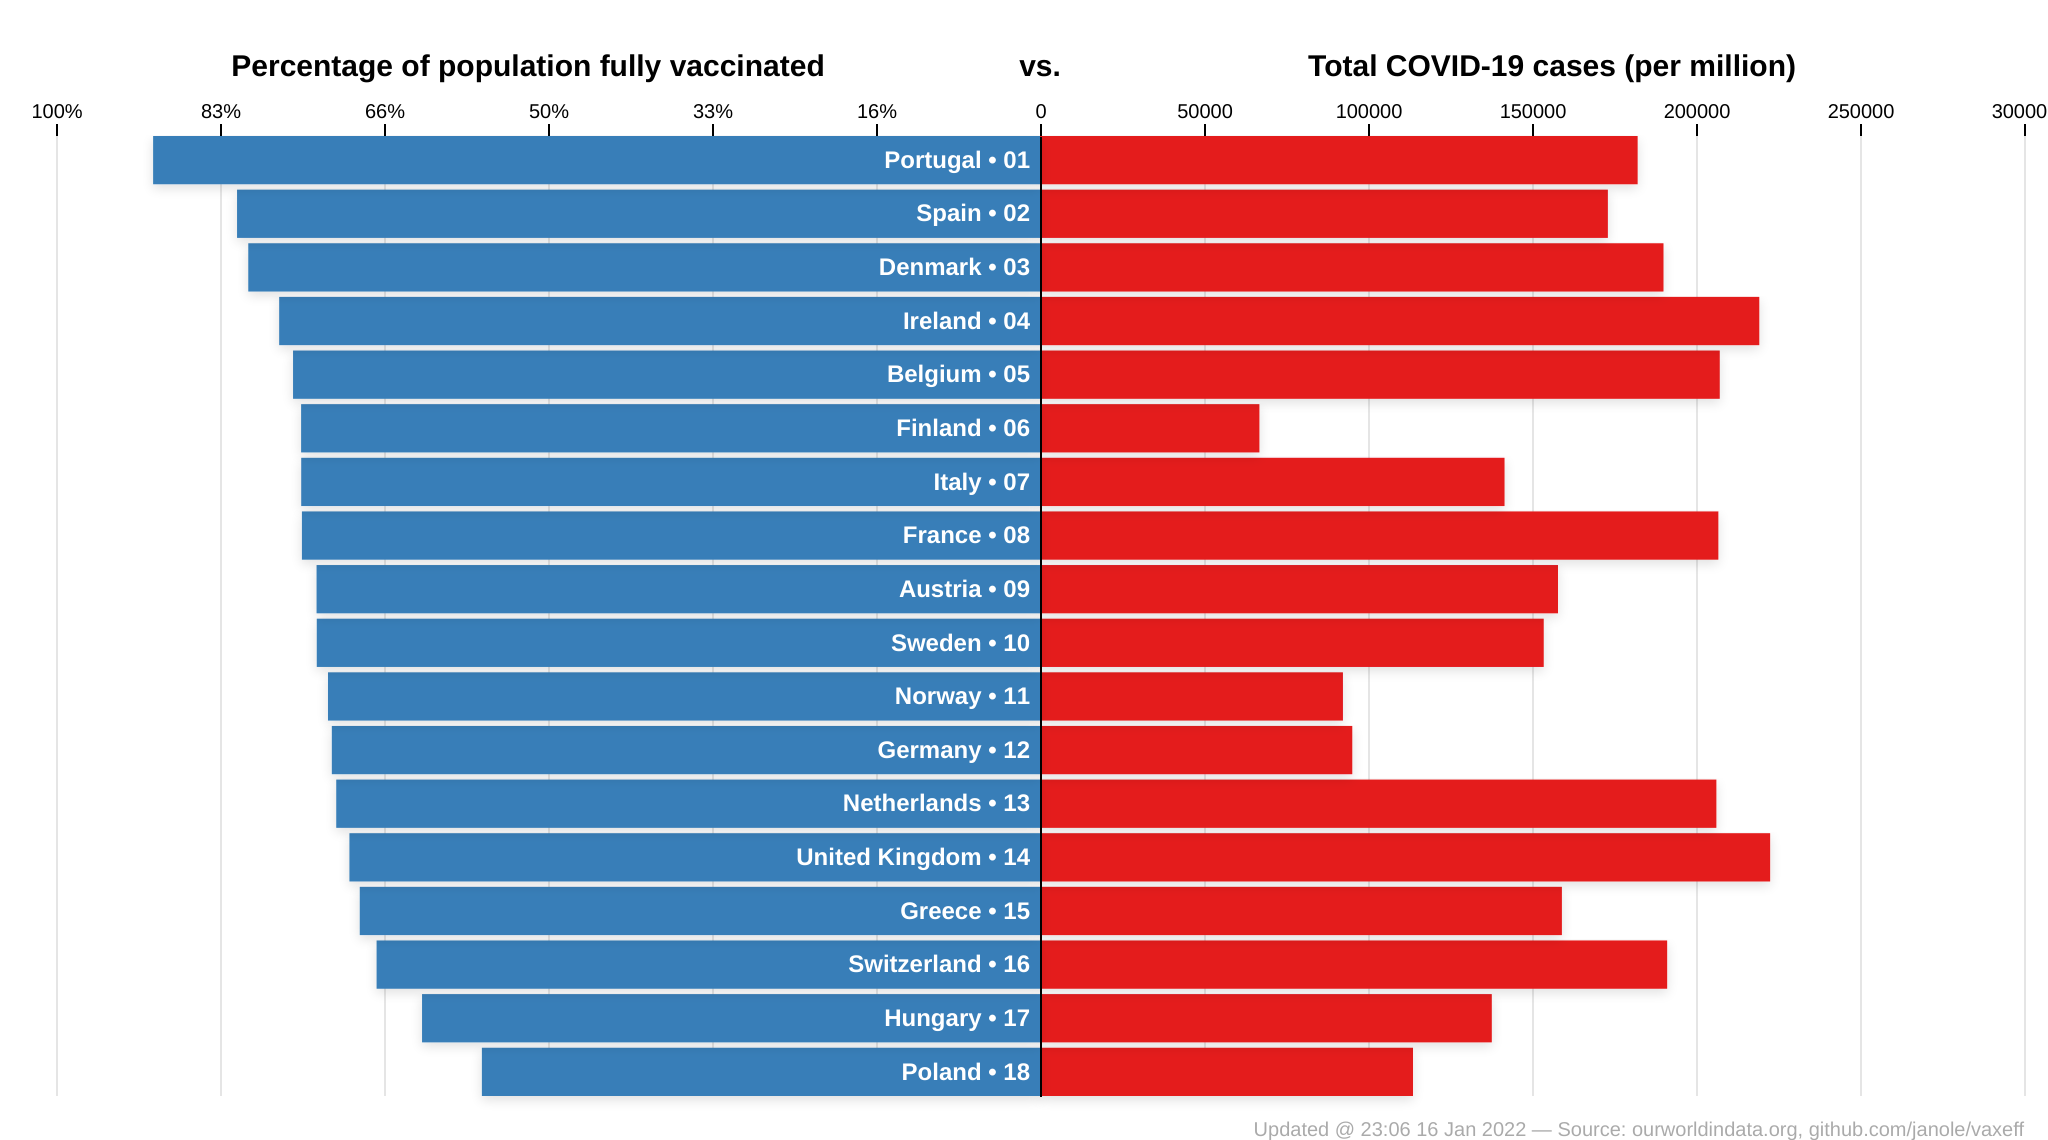 Percentage of population fully vaccinated vs. Total COVID-19 cases (per million)
100% 83% 66% 50% 33% 16% 0 50000 100000 150000 200000 250000 30000
Portugal • 01
Spain • 02
Denmark • 03
Ireland • 04
Belgium • 05
Finland • 06
Italy • 07
France • 08
Austria • 09
Sweden • 10
Norway • 11
Germany • 12
Netherlands • 13
United Kingdom • 14
Greece • 15
Switzerland • 16
Hungary • 17
Poland • 18
Updated @ 23:06 16 Jan 2022 — Source: ourworldindata.org, github.com/janole/vaxeff